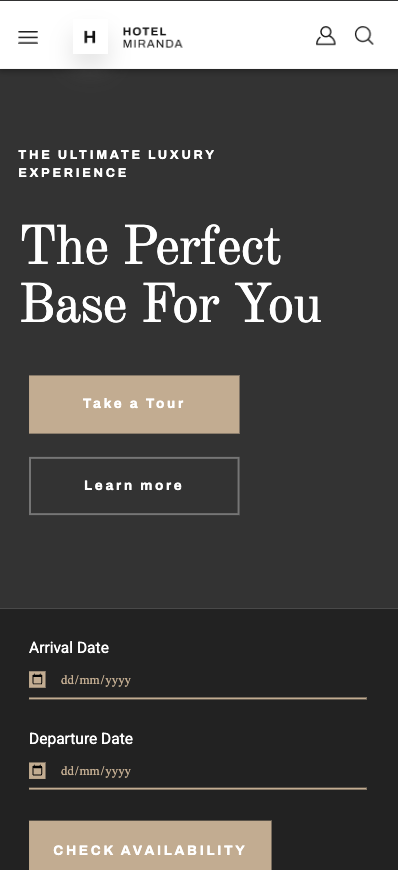 H
HOTEL
MIRANDA
THE ULTIMATE LUXURY
EXPERIENCE
The Perfect
Base For You
Take a Tour
Learn more
Arrival Date
dd/mm/yyyy
Departure Date
dd/mm/yyyy
CHECK AVAILABILITY